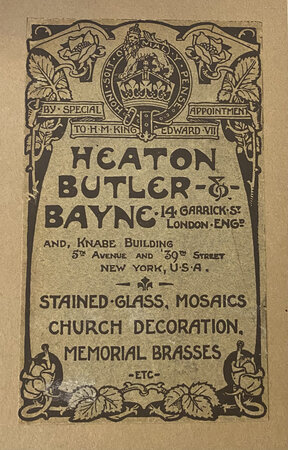 HONI·SOIT·QUI·MAL·Y·PENSE
BY·SPECIAL APPOINTMENT
TO·H·M·KING EDWARD·VII
HEATON
BUTLER-&-
BAYNE·14·GARRICK·ST
LONDON·ENGD
AND, KNABE BUILDING
5TH AVENUE AND 39TH STREET
NEW YORK, U·S·A.
STAINED·GLASS, MOSAICS
CHURCH DECORATION,
MEMORIAL BRASSES
-ETC-